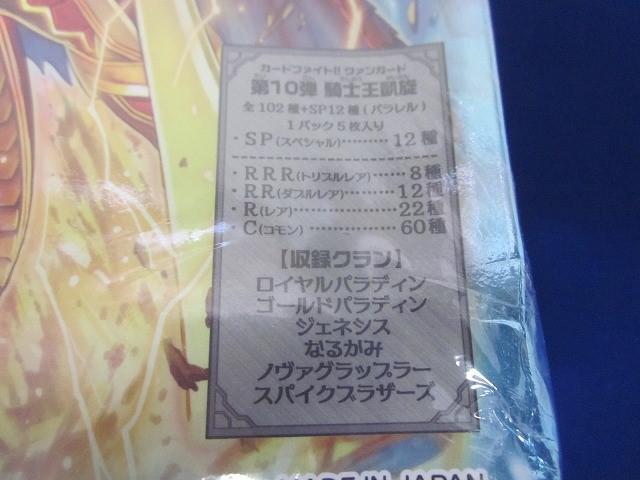 カードファイト!! ヴァンガード
第10弾 騎士王凱旋
全102種+SP12種(パラレル)
1パック5枚入り
・SP(スペシャル)………12種
・RRR(トリプルレア)……8種
・RR(ダブルレア)………12種
・R(レア)………………22種
・C(コモン)……………60種
【収録クラン】
ロイヤルパラディン
ゴールドパラディン
ジェネシス
なるかみ
ノヴァグラップラー
スパイクブラザーズ
MADE IN JAPAN